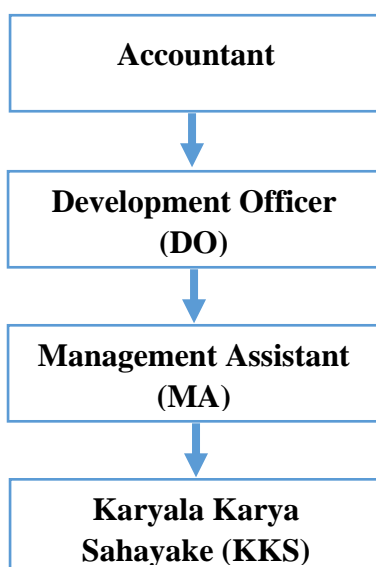 Accountant
Development Officer
(DO)
Management Assistant
(MA)
Karyala Karya
Sahayake (KKS)